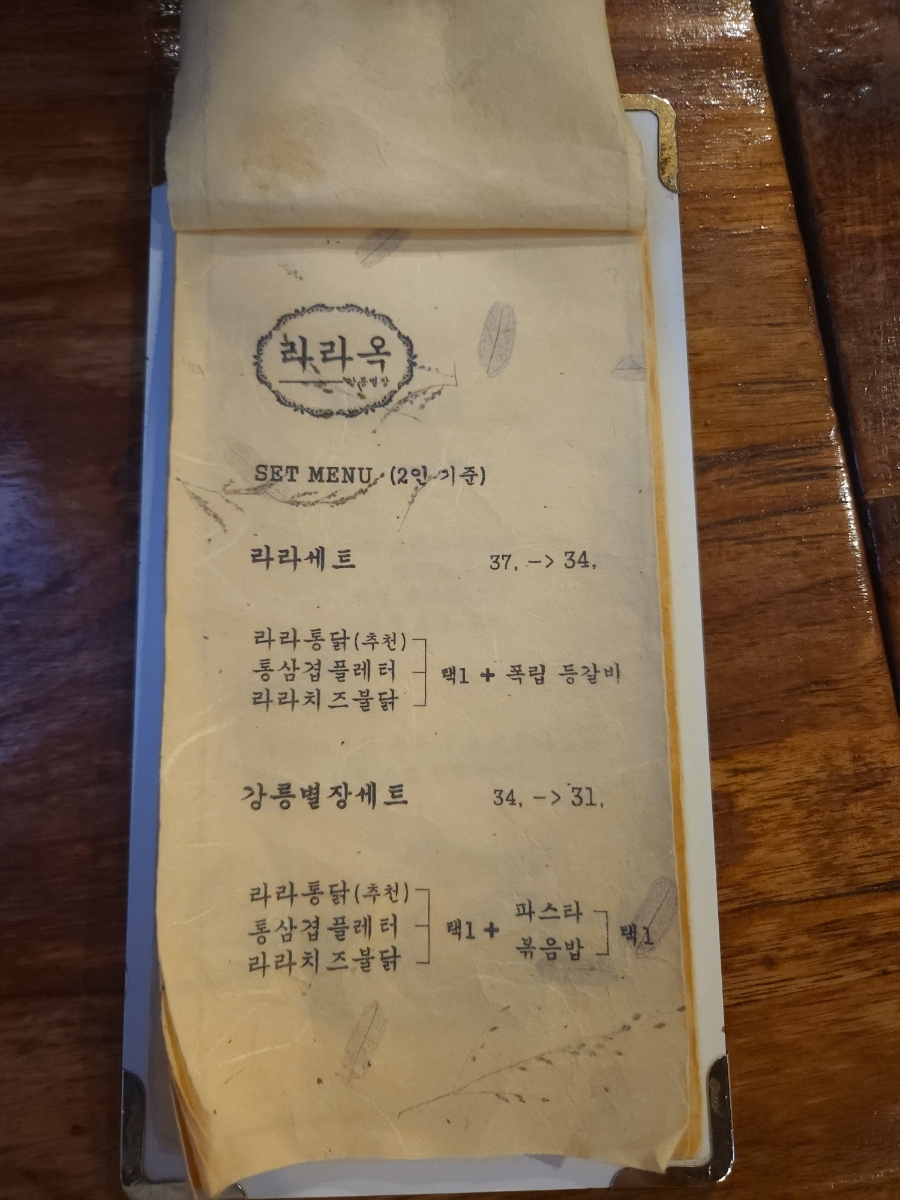 라라옥
SET MENU (2인 기준)
라라세트 37, -> 34,
라라통닭(추천)
통삼겹플레터 택1 + 폭립 등갈비
라라치즈불닭
강릉별장세트 34, -> 31,
라라통닭(추천) 파스타
통삼겹플레터 택1 + 택1
라라치즈불닭 볶음밥